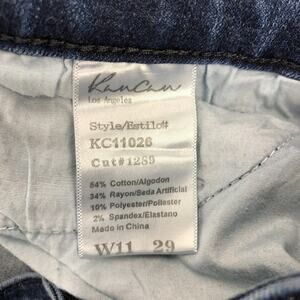 KanCan
Los Angeles
Style/Estilo#
KC11026
Cut#1289
54% Cotton/Algodon
34% Rayon/Seda Artificial
10% Polyester/Poliester
2% Spandex/Elastano
Made in China
W11 29